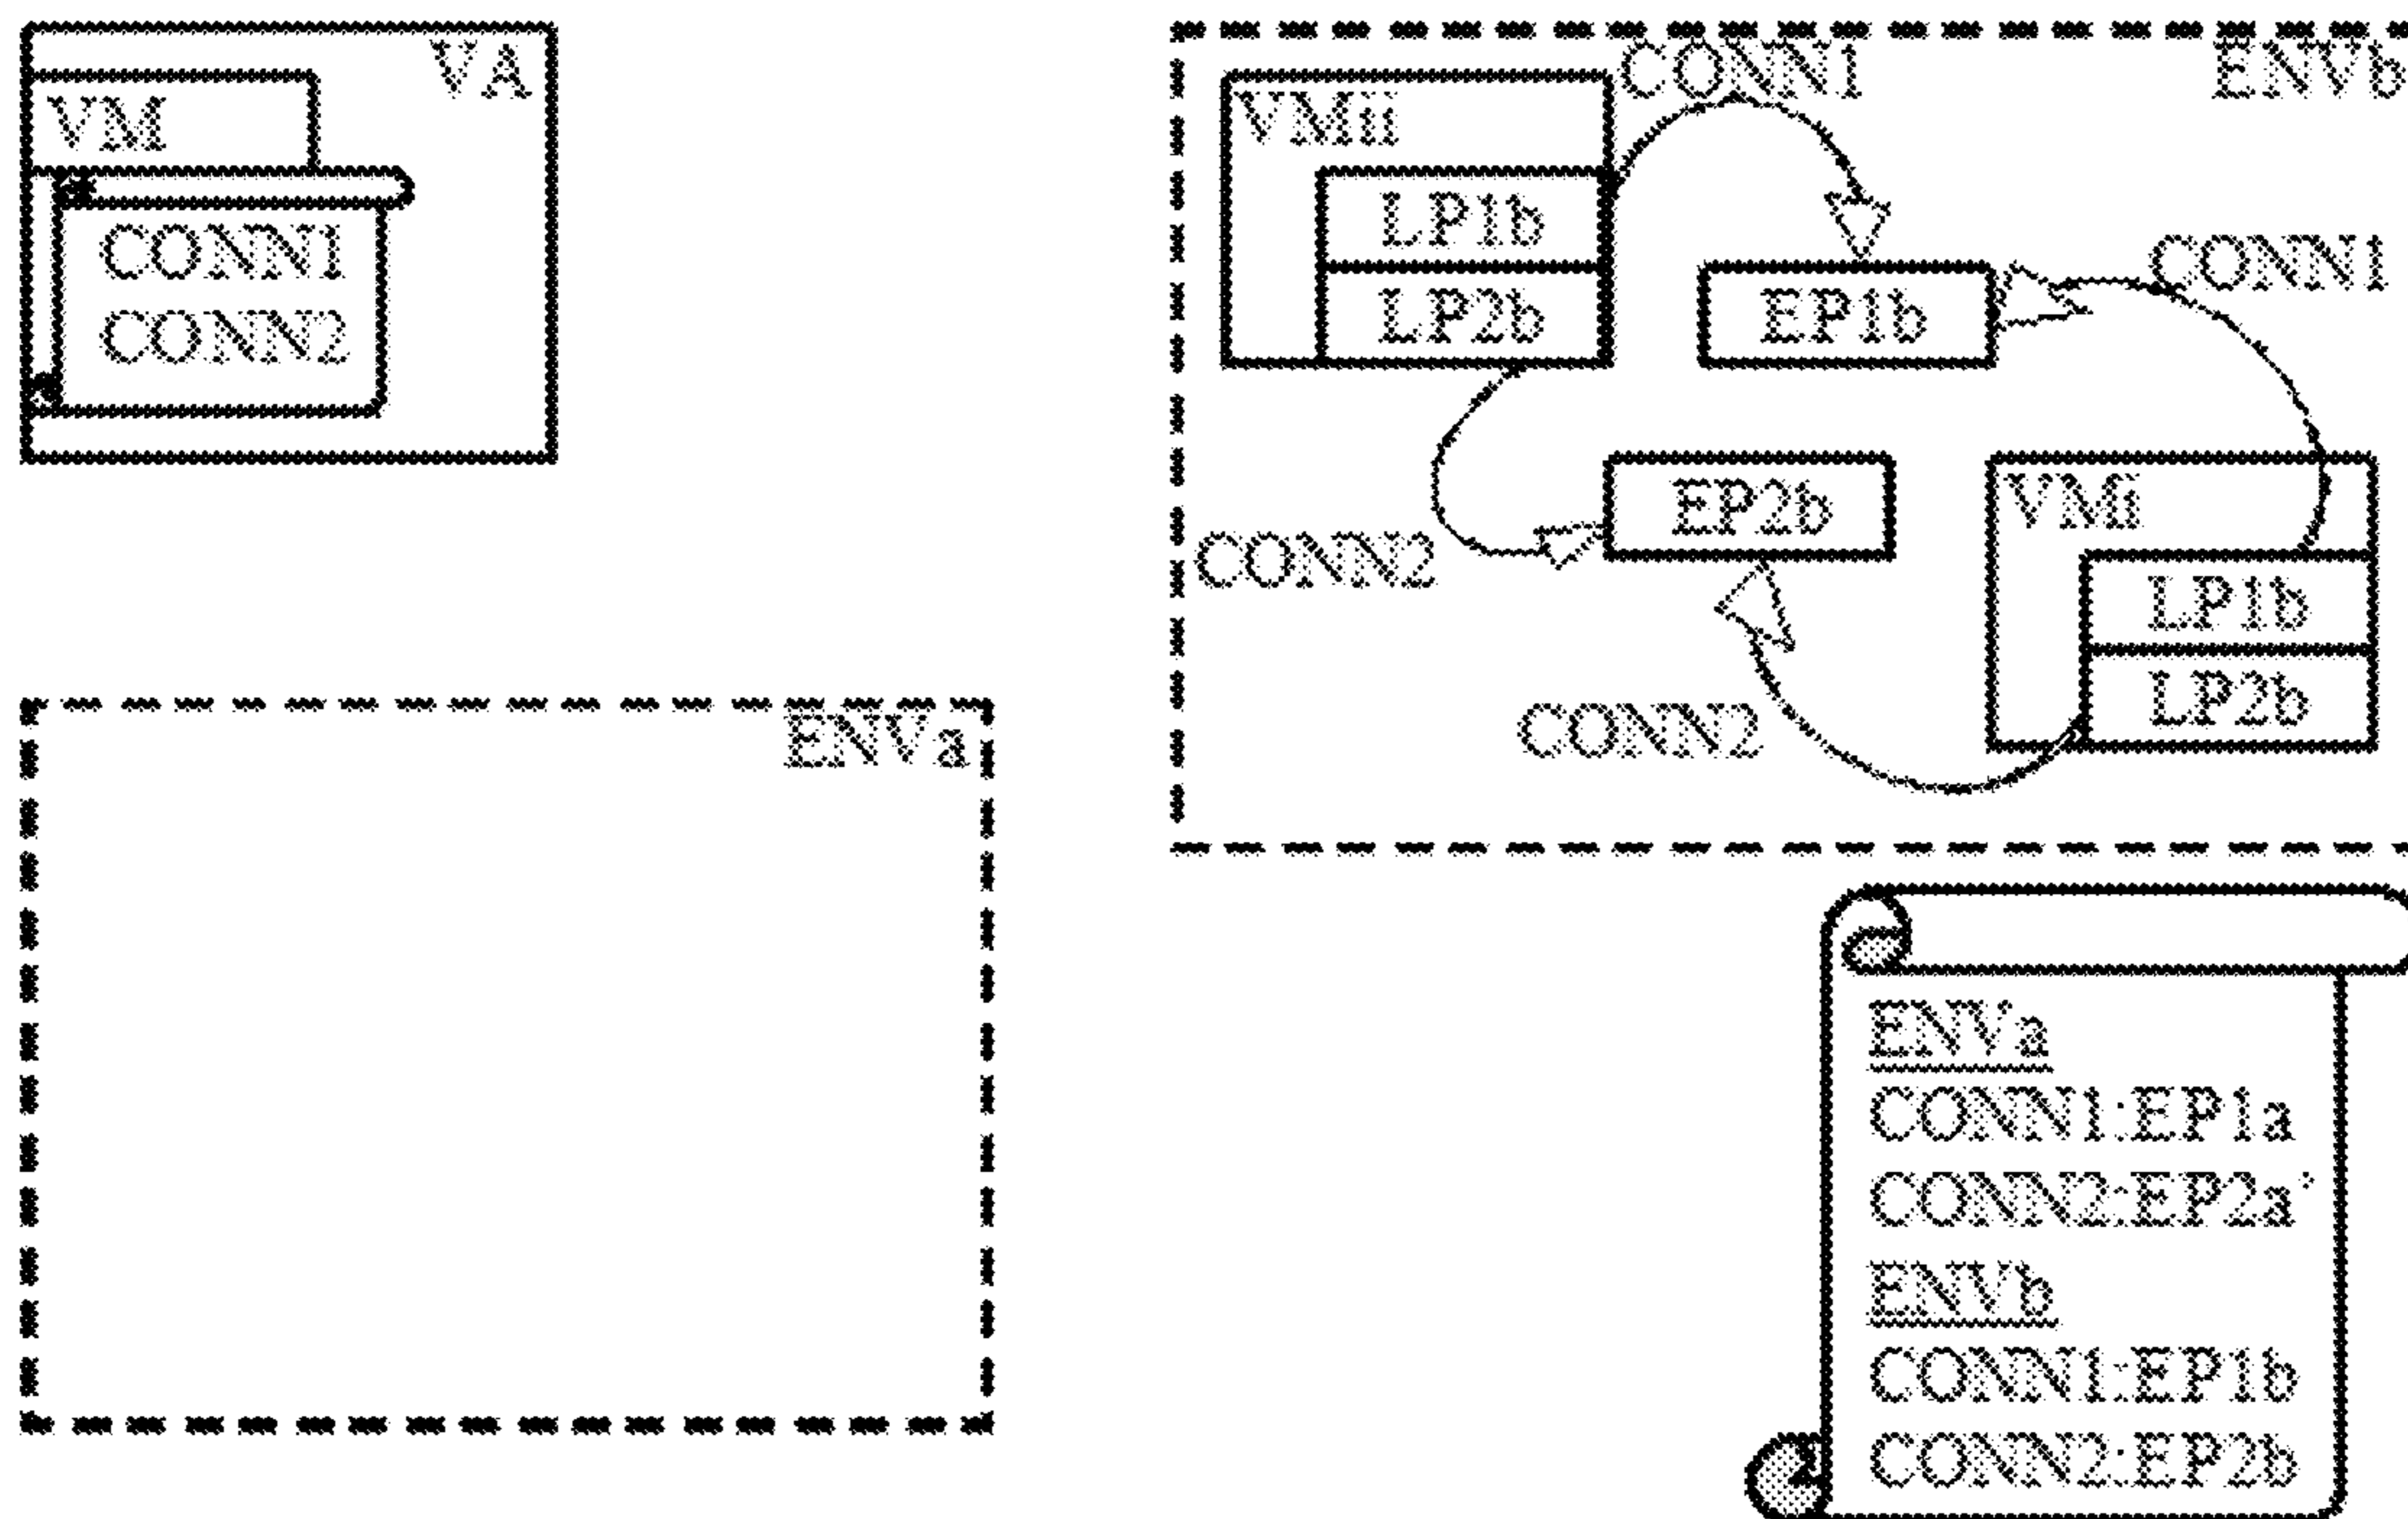 VA
VM
CONN1
CONN2
ENVb
CONN1
VMii
LP1b
LP2b
EP1b
CONN1
CONN2
EP2b
VMi
LP1b
LP2b
CONN2
ENVa
ENVa
CONN1:EP1a
CONN2:EP2a'
ENVb
CONN1:EP1b
CONN2:EP2b